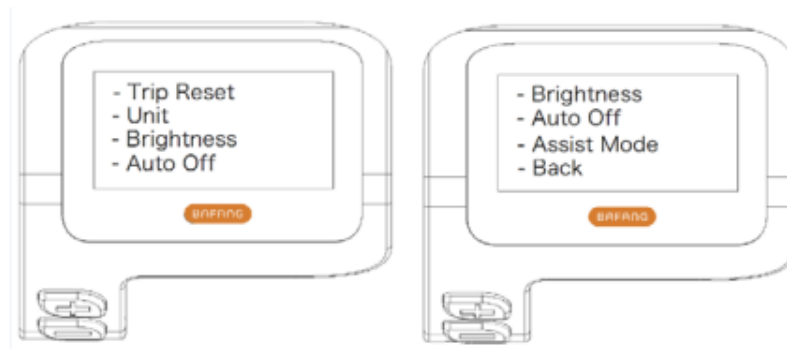 - Trip Reset
- Unit
- Brightness
- Auto Off
BAFANG
- Brightness
- Auto Off
- Assist Mode
- Back
BAFANG